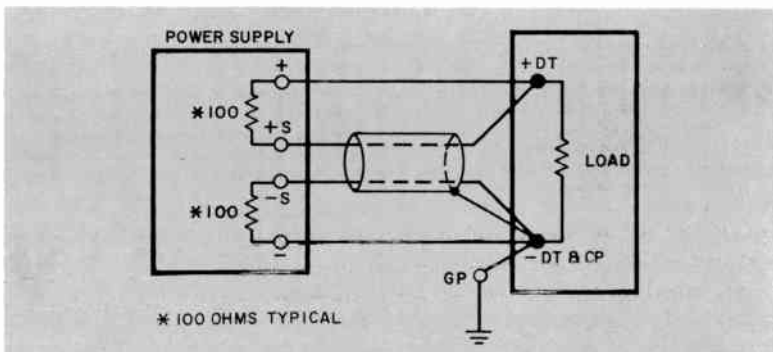 POWER SUPPLY
+
+DT
*100
+S
LOAD
-S
*100
-
-DT & CP
GP
* 100 OHMS TYPICAL